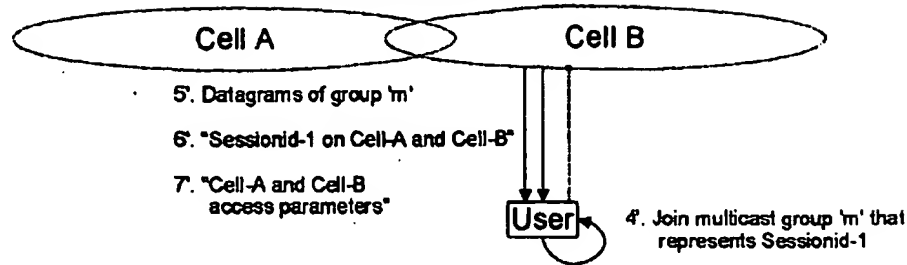 Cell A
Cell B
5'. Datagrams of group 'm'
6'. "Sessionid-1 on Cell-A and Cell-B"
7'. "Cell-A and Cell-B
access parameters"
User
4'. Join multicast group 'm' that
represents Sessionid-1